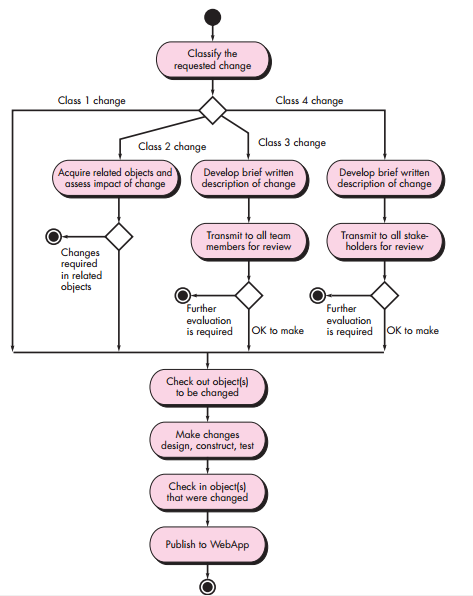 Classify the
requested change
Class 1 change
Class 4 change
Class 2 change
Class 3 change
Acquire related objects and
assess impact of change
Develop brief written
description of change
Develop brief written
description of change
Transmit to all team
members for review
Transmit to all stake-
holders for review
Changes
required
in related
objects
Further
evaluation
is required
OK to make
Further
evaluation
is required
OK to make
Check out object(s)
to be changed
Make changes
design, construct, test
Check in object(s)
that were changed
Publish to WebApp